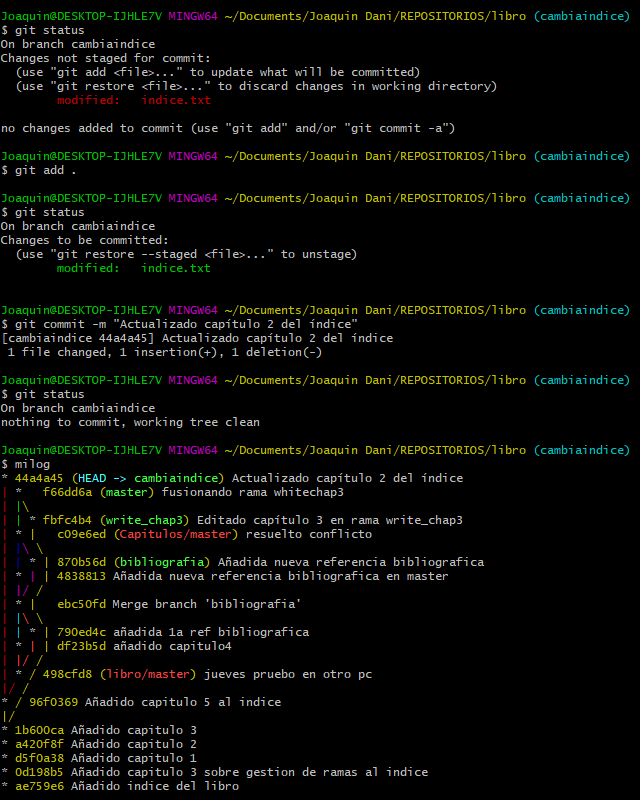 Joaquin@DESKTOP-IJHLE7V MINGW64 ~/Documents/Joaquin Dani/REPOSITORIOS/libro (cambiaindice)
$ git status
On branch cambiaindice
Changes not staged for commit:
  (use "git add <file>..." to update what will be committed)
  (use "git restore <file>..." to discard changes in working directory)
        modified:   indice.txt

no changes added to commit (use "git add" and/or "git commit -a")

Joaquin@DESKTOP-IJHLE7V MINGW64 ~/Documents/Joaquin Dani/REPOSITORIOS/libro (cambiaindice)
$ git add .

Joaquin@DESKTOP-IJHLE7V MINGW64 ~/Documents/Joaquin Dani/REPOSITORIOS/libro (cambiaindice)
$ git status
On branch cambiaindice
Changes to be committed:
  (use "git restore --staged <file>..." to unstage)
        modified:   indice.txt


Joaquin@DESKTOP-IJHLE7V MINGW64 ~/Documents/Joaquin Dani/REPOSITORIOS/libro (cambiaindice)
$ git commit -m "Actualizado capítulo 2 del índice"
[cambiaindice 44a4a45] Actualizado capítulo 2 del índice
 1 file changed, 1 insertion(+), 1 deletion(-)

Joaquin@DESKTOP-IJHLE7V MINGW64 ~/Documents/Joaquin Dani/REPOSITORIOS/libro (cambiaindice)
$ git status
On branch cambiaindice
nothing to commit, working tree clean

Joaquin@DESKTOP-IJHLE7V MINGW64 ~/Documents/Joaquin Dani/REPOSITORIOS/libro (cambiaindice)
$ milog
* 44a4a45 (HEAD -> cambiaindice) Actualizado capítulo 2 del índice
| *   f66dd6a (master) fusionando rama whitechap3
| |\
| | * fbfc4b4 (write_chap3) Editado capítulo 3 en rama write_chap3
| * |   c09e6ed (Capitulos/master) resuelto conflicto
| |\ \
| | * | 870b56d (bibliografia) Añadida nueva referencia bibliografica
| * | | 4838813 Añadida nueva referencia bibliografica en master
| |/ /
| * |   ebc50fd Merge branch 'bibliografia'
| |\ \
| | * | 790ed4c añadida 1a ref bibliografica
| * | | df23b5d añadido capitulo4
| |/ /
| * / 498cfd8 (libro/master) jueves pruebo en otro pc
|/ /
* / 96f0369 Añadido capitulo 5 al indice
|/
* 1b600ca Añadido capitulo 3
* a420f8f Añadido capitulo 2
* d5f0a38 Añadido capitulo 1
* 0d198b5 Añadido capitulo 3 sobre gestion de ramas al indice
* ae759e6 Añadido indice del libro